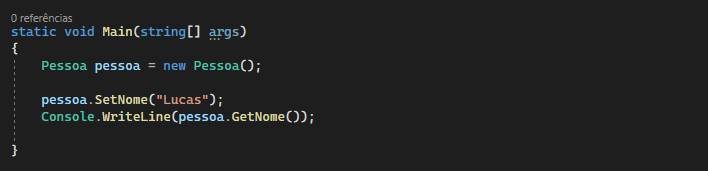 0 referências
static void Main(string[] args)
{
Pessoa pessoa = new Pessoa();
pessoa.SetNome("Lucas");
Console.WriteLine(pessoa.GetNome());
}